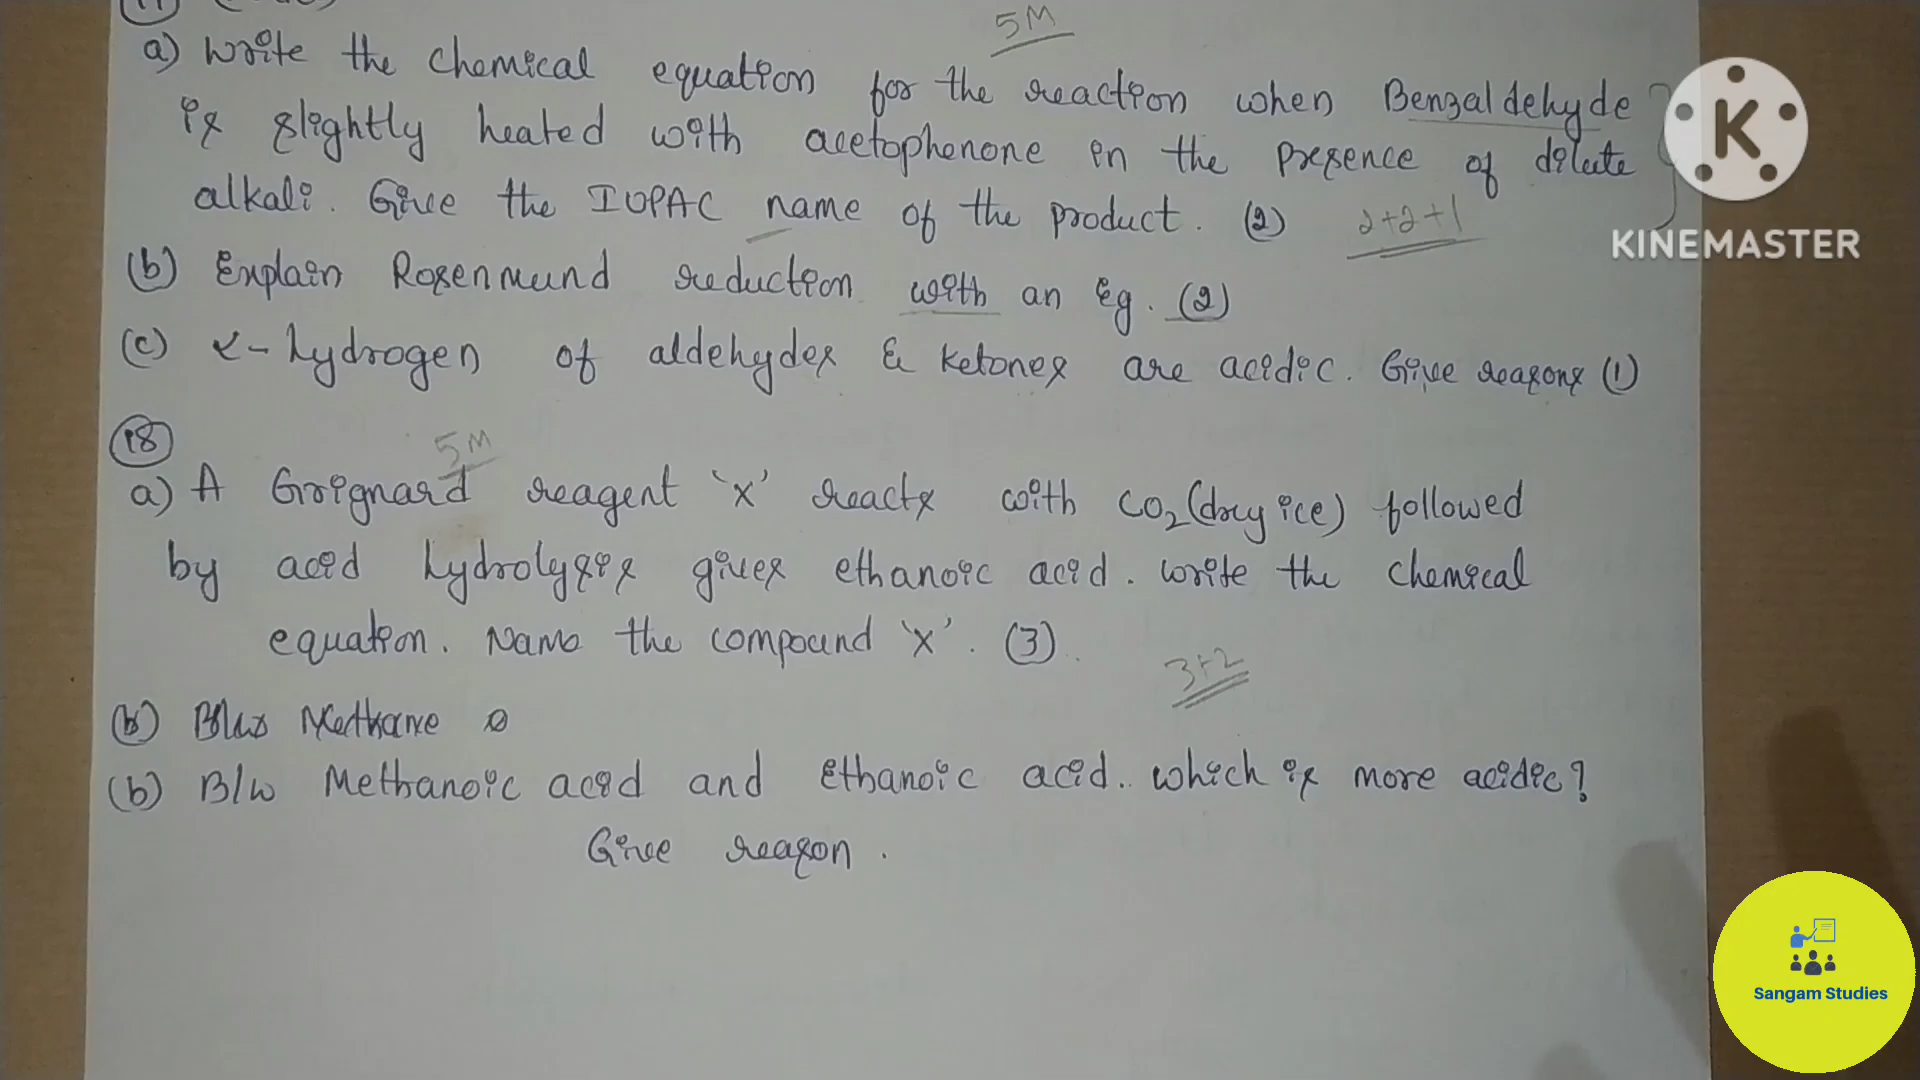 5M
a) Write the chemical equation for the reaction when Benzaldehyde
is slightly heated with acetophenone in the presence of dilute
alkali. Give the IUPAC name of the product. (2) 2+2+1
(b) Explain Rosenmund reduction with an Eg. (2)
(c) α-hydrogen of aldehydes & ketones are acidic. Give reasons (1)
18
5M
a) A Grignard reagent 'x' reacts with CO₂(dry ice) followed
by acid hydrolysis gives ethanoic acid. Write the chemical
equation. Name the compound 'x'. (3)
3+2
(b) Methane
(b) B/w Methanoic acid and Ethanoic acid.. which is more acidic?
Give reason.
K
KINEMASTER
Sangam Studies